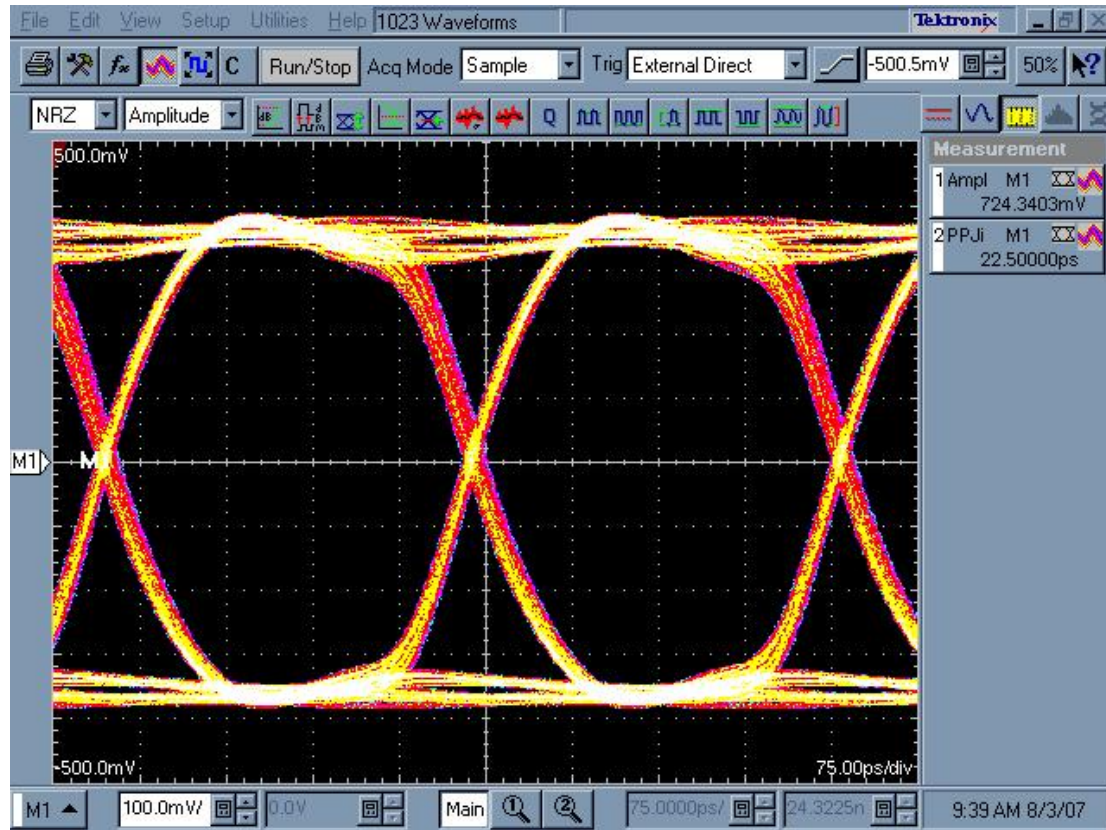 File Edit View Setup Utilities Help 1023 Waveforms Tektronix
C Run/Stop Acq Mode Sample Trig External Direct -500.5mV 50%
NRZ Amplitude Q
500.0mV
Measurement
1 Ampl M1
724.3403mV
2 PPJi M1
22.50000ps
M1
-500.0mV 75.00ps/div
M1 100.0mV/ 0.0V Main 1 2 75.0000ps/ 24.3225n 9:39 AM 8/3/07